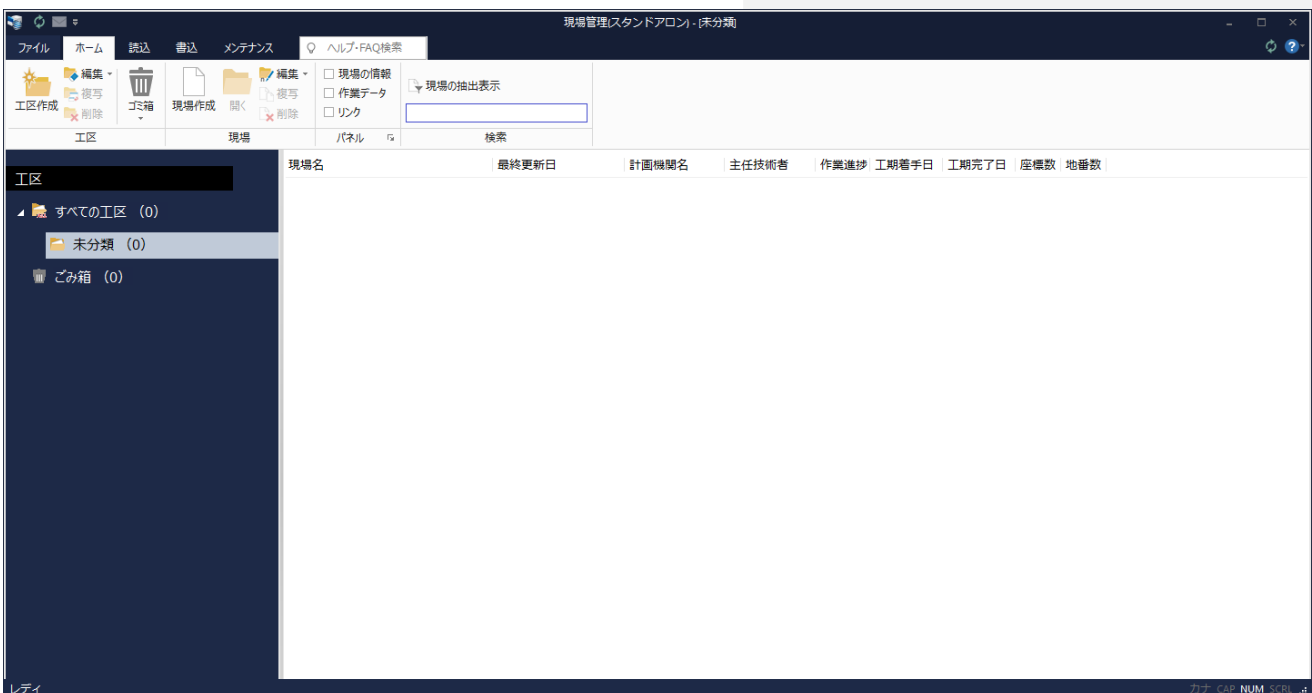 現場管理(スタンドアロン) - [未分類]
ファイル ホーム 読込 書込 メンテナンス ヘルプ・FAQ検索
工区作成 編集 複写 削除 ゴミ箱 現場作成 開く 編集 複写 削除 現場の情報 作業データ リンク 現場の抽出表示
工区 現場 パネル 検索
工区
すべての工区 (0)
未分類 (0)
ごみ箱 (0)
現場名 最終更新日 計画機関名 主任技術者 作業進捗 工期着手日 工期完了日 座標数 地番数
レディ カナ CAP NUM SCRL